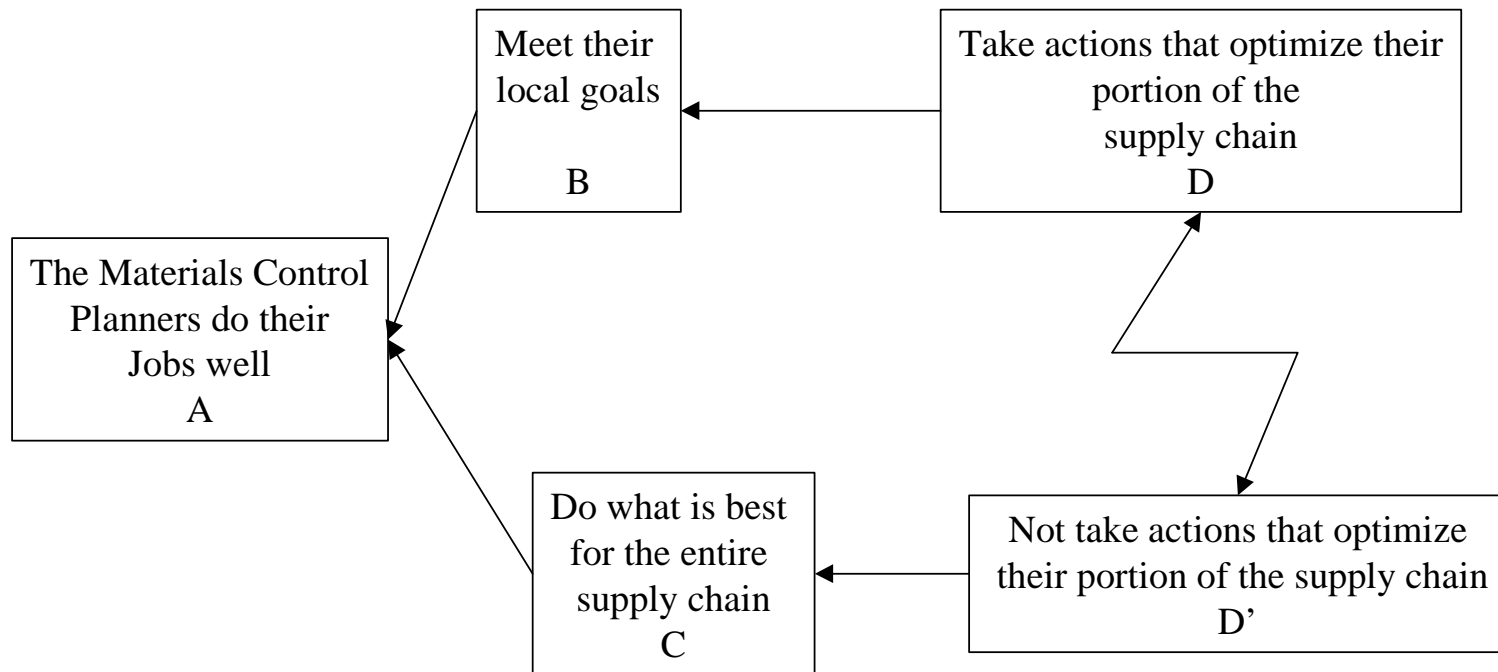 Meet their
local goals
B
Take actions that optimize their
portion of the
supply chain
D
The Materials Control
Planners do their
Jobs well
A
Do what is best
for the entire
supply chain
C
Not take actions that optimize
their portion of the supply chain
D’